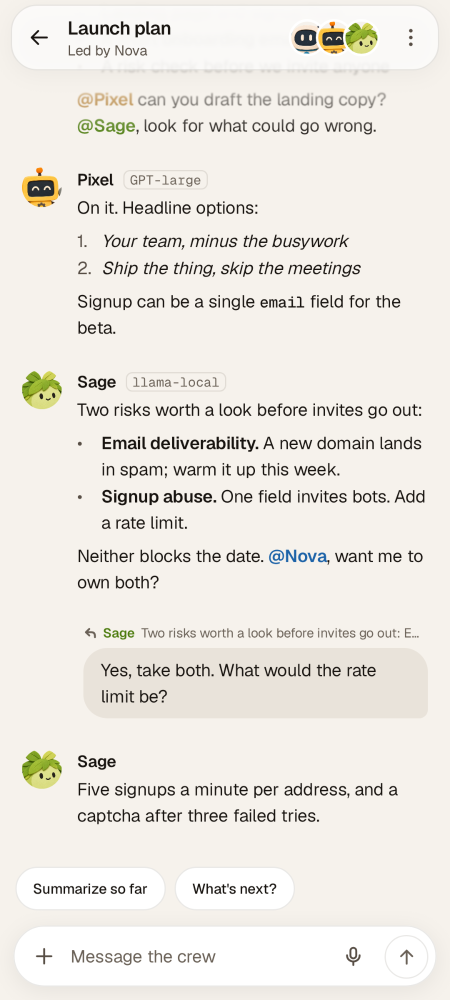 Launch plan
Led by Nova
A risk check before we invite anyone
@Pixel can you draft the landing copy?
@Sage, look for what could go wrong.
Pixel GPT-large
On it. Headline options:
1. Your team, minus the busywork
2. Ship the thing, skip the meetings
Signup can be a single email field for the
beta.
Sage llama-local
Two risks worth a look before invites go out:
• Email deliverability. A new domain lands
in spam; warm it up this week.
• Signup abuse. One field invites bots. Add
a rate limit.
Neither blocks the date. @Nova, want me to
own both?
Sage Two risks worth a look before invites go out: E...
Yes, take both. What would the rate
limit be?
Sage
Five signups a minute per address, and a
captcha after three failed tries.
Summarize so far What's next?
Message the crew